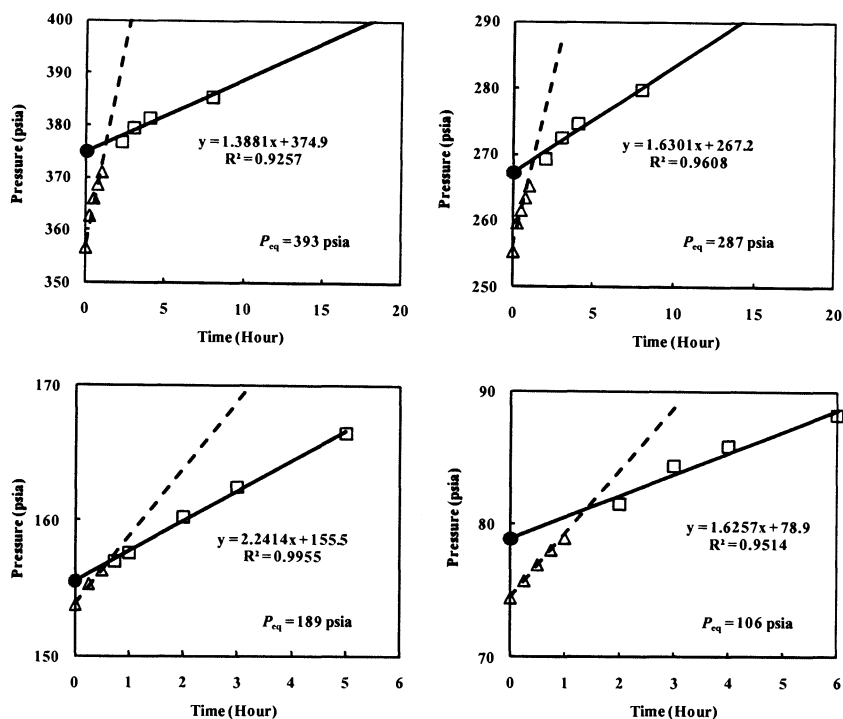 400
390
380
370
360
350
Pressure (psia)
y = 1.3881x + 374.9
R² = 0.9257
P_eq = 393 psia
0 5 10 15 20
Time (Hour)
290
280
270
260
250
Pressure (psia)
y = 1.6301x + 267.2
R² = 0.9608
P_eq = 287 psia
0 5 10 15 20
Time (Hour)
170
160
150
Pressure (psia)
y = 2.2414x + 155.5
R² = 0.9955
P_eq = 189 psia
0 1 2 3 4 5 6
Time (Hour)
90
80
70
Pressure (psia)
y = 1.6257x + 78.9
R² = 0.9514
P_eq = 106 psia
0 1 2 3 4 5 6
Time (Hour)